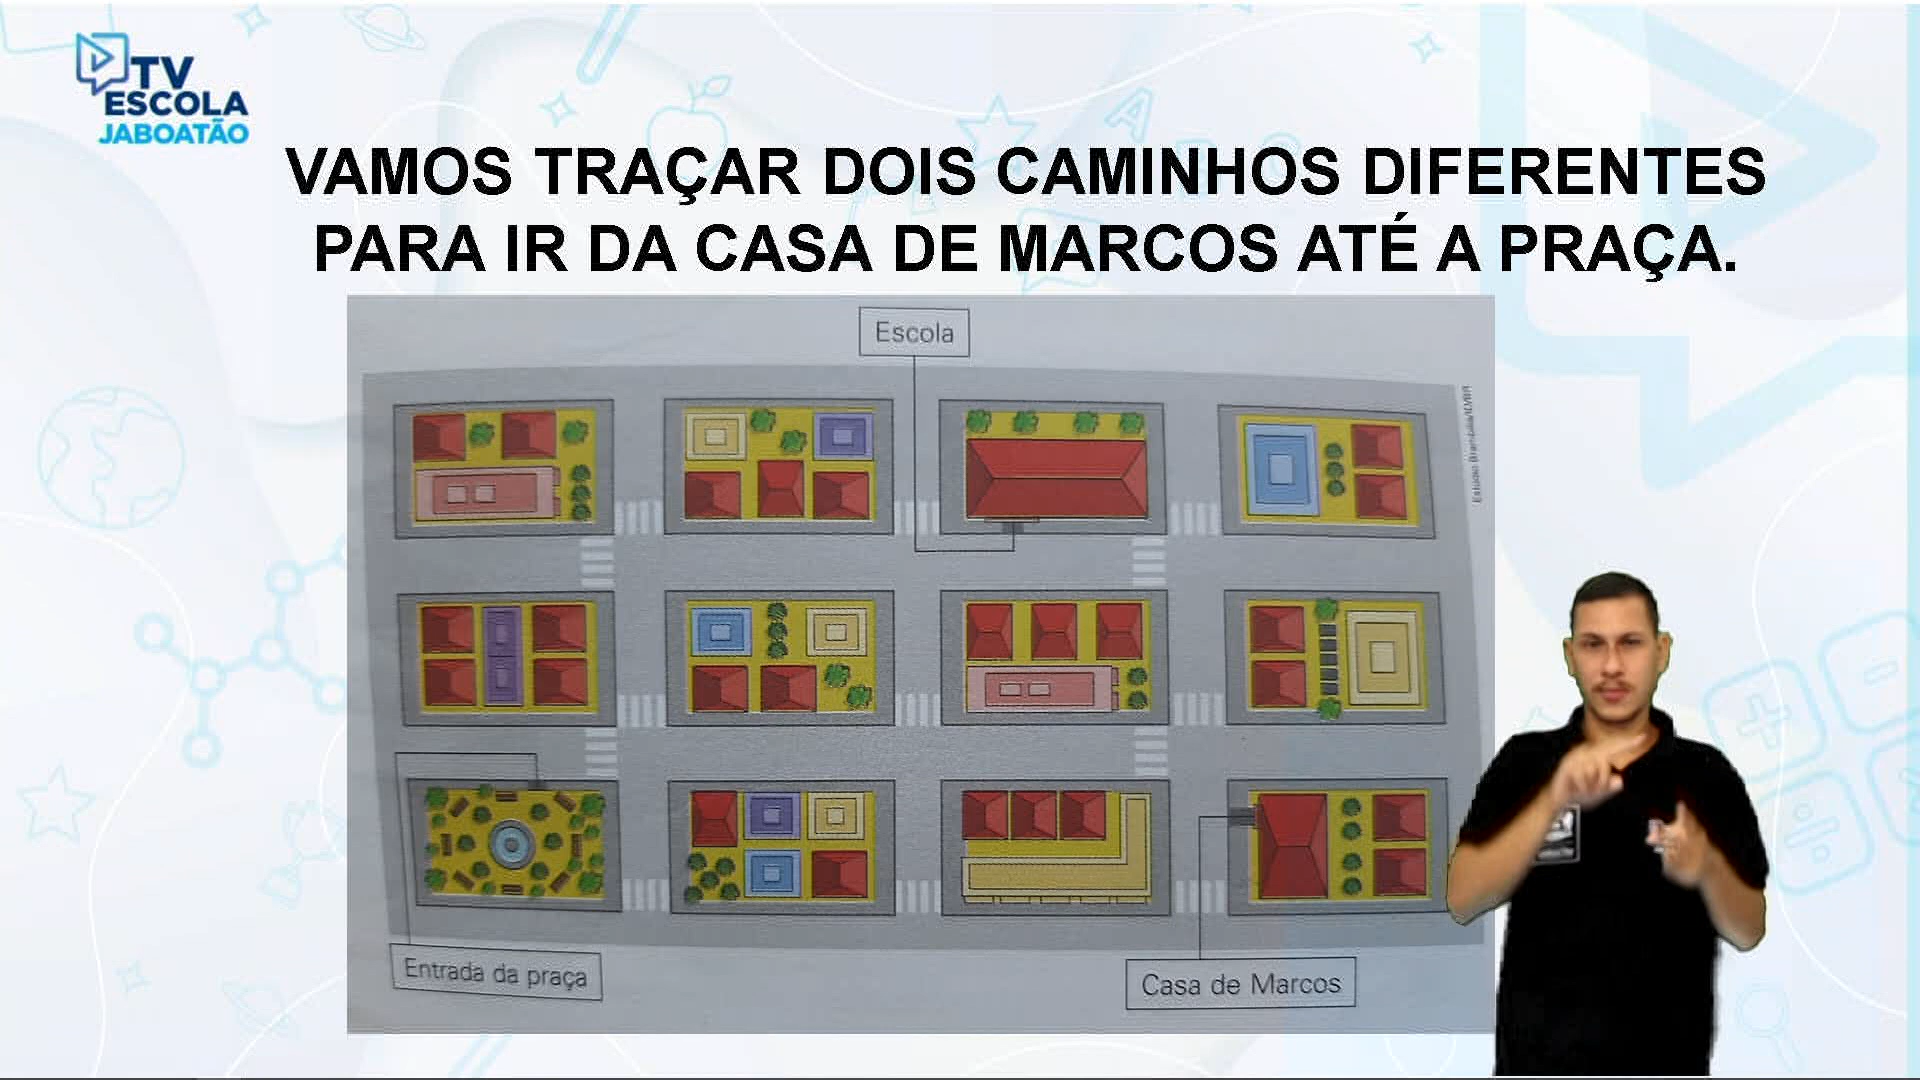 TV
ESCOLA
JABOATÃO
VAMOS TRAÇAR DOIS CAMINHOS DIFERENTES
PARA IR DA CASA DE MARCOS ATÉ A PRAÇA.
Escola
Entrada da praça
Casa de Marcos